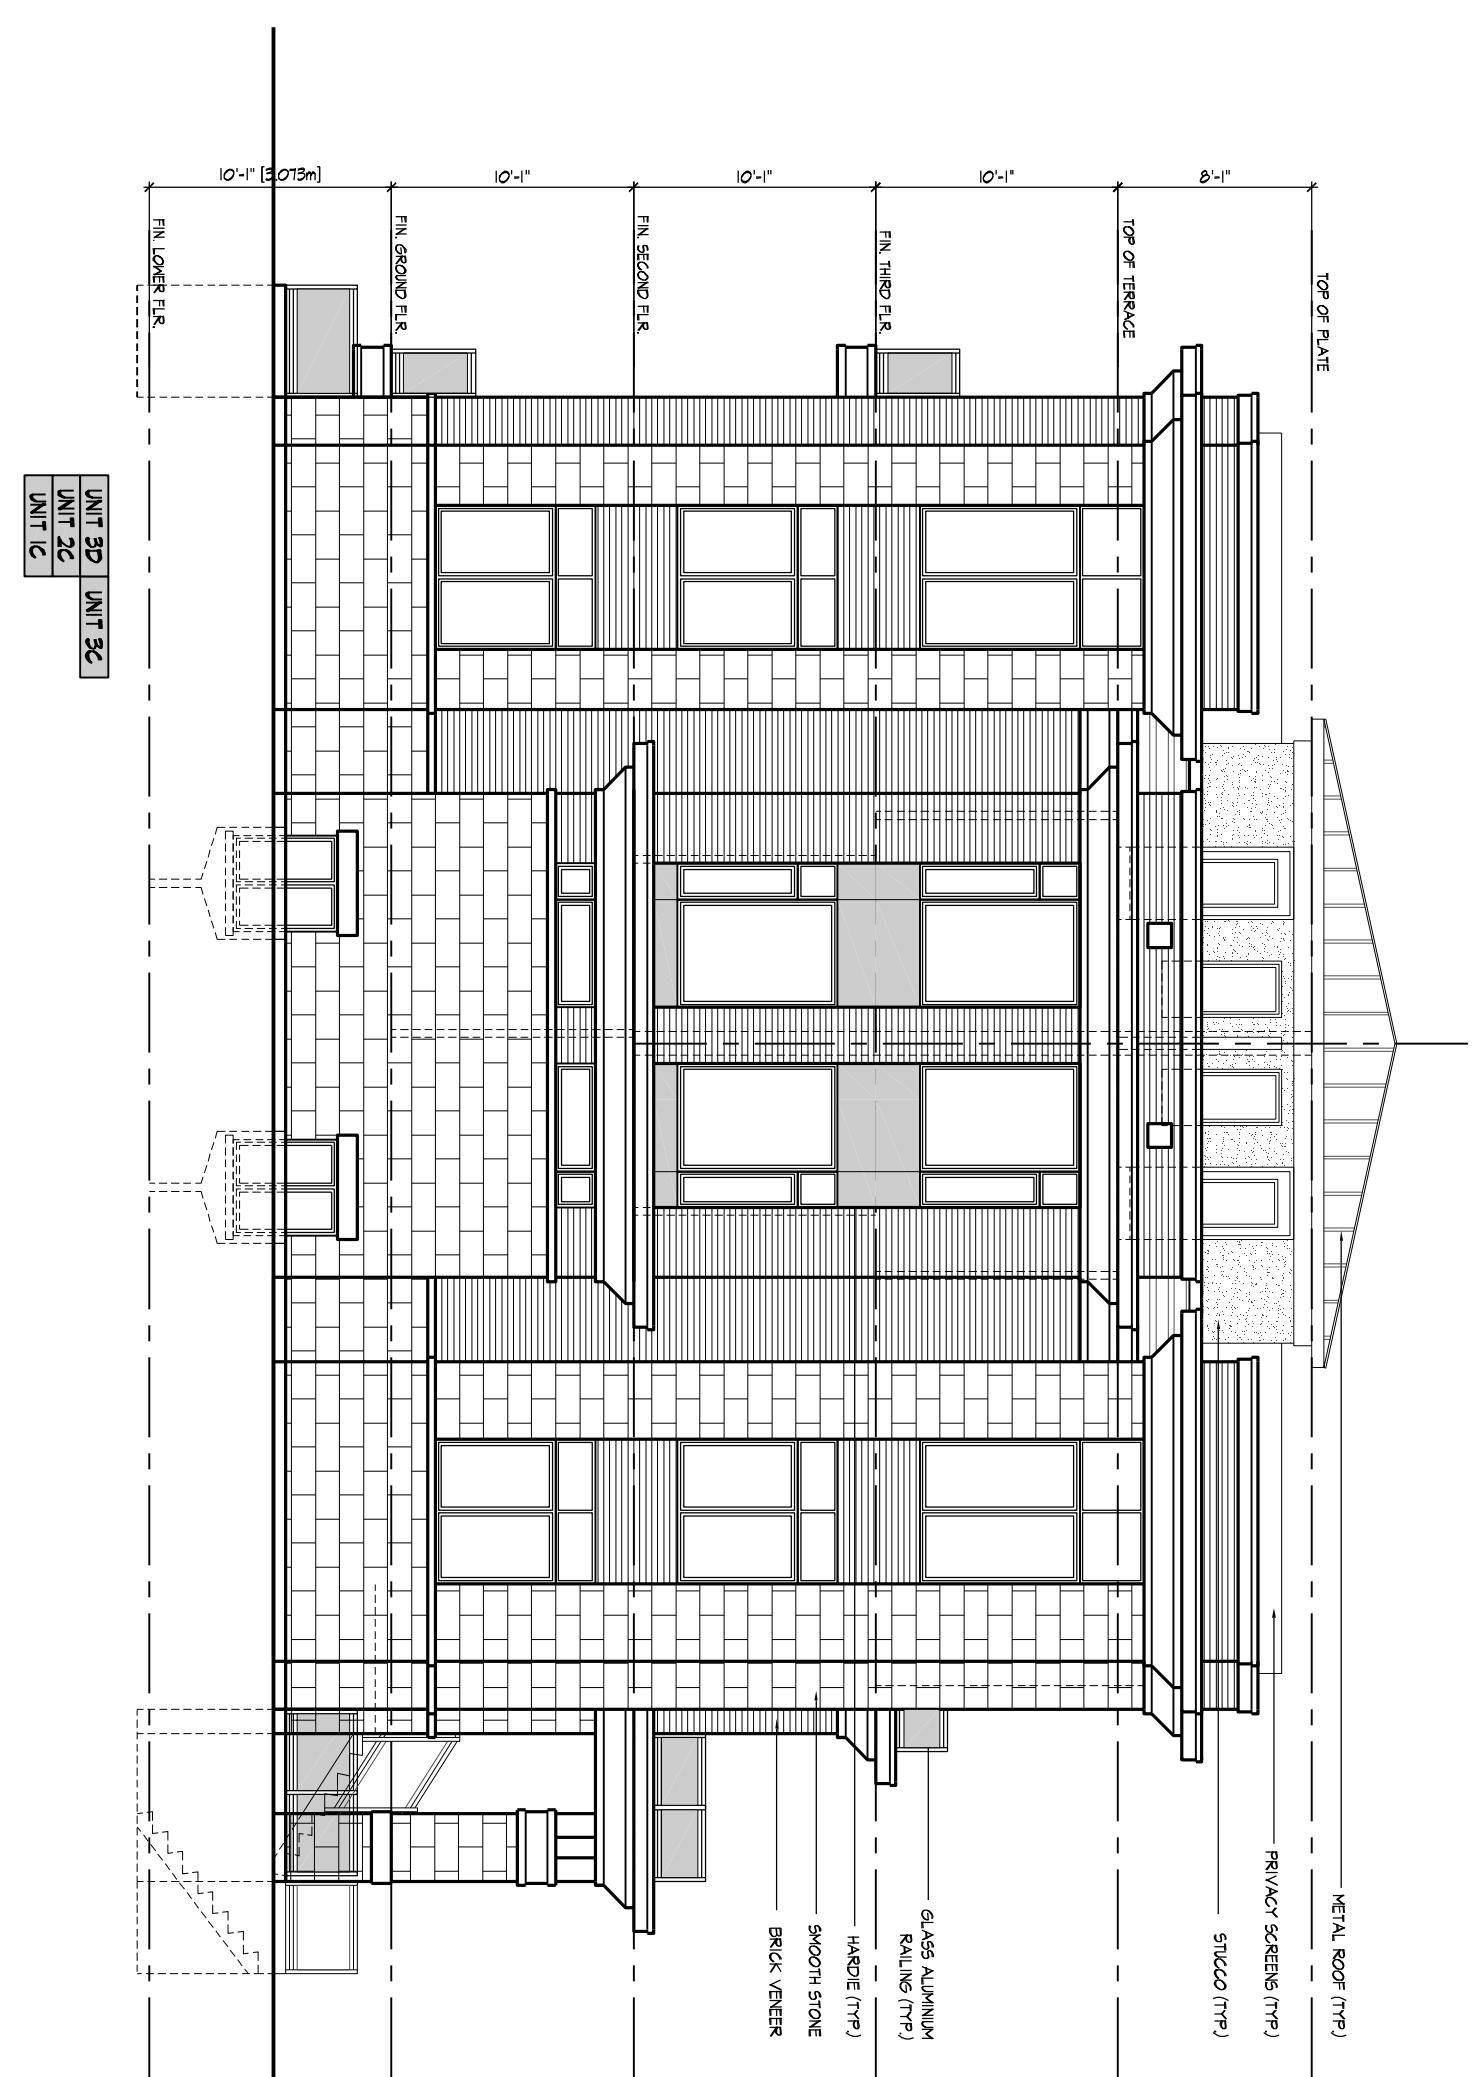 TOP OF PLATE
8'-1"
TOP OF TERRACE
10'-1"
FIN. THIRD FLR.
10'-1"
FIN. SECOND FLR.
10'-1"
FIN. GROUND FLR.
10'-1" [3.073m]
FIN. LOWER FLR.
METAL ROOF (TYP.)
PRIVACY SCREENS (TYP.)
STUCCO (TYP.)
GLASS ALUMINIUM
RAILING (TYP.)
HARDIE (TYP.)
SMOOTH STONE
BRICK VENEER
UNIT 3D UNIT 3C
UNIT 2C
UNIT 1C